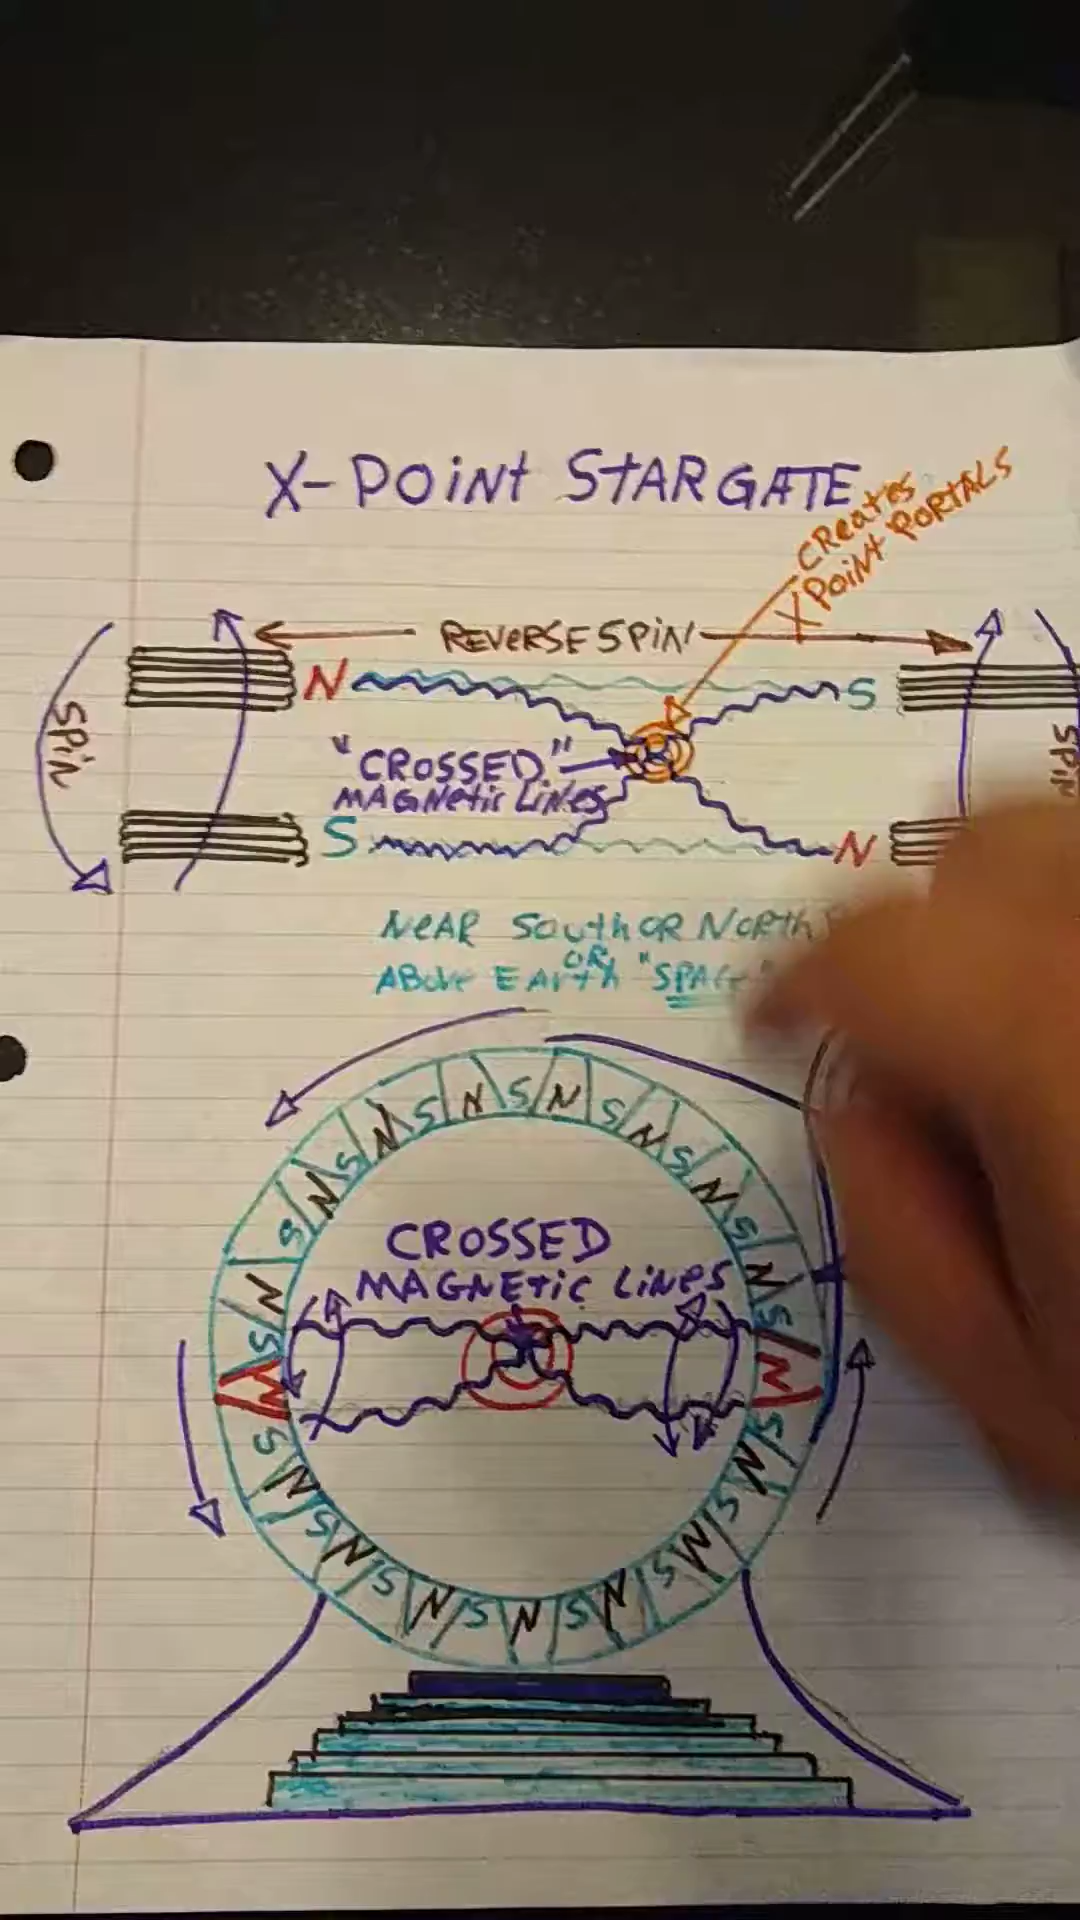 X-POINT STARGATE
CREATES
X POINT PORTALS
REVERSE SPIN
N S
SPIN
SPIN
"CROSSED"
MAGNETIC LINES
S N
NEAR SOUTH OR NORTH
OR
ABOVE EARTH "SPACE"
S N S N S N S N S N S N S N S N
CROSSED
MAGNETIC LINES
S N S N S N S N S N S N S N S N